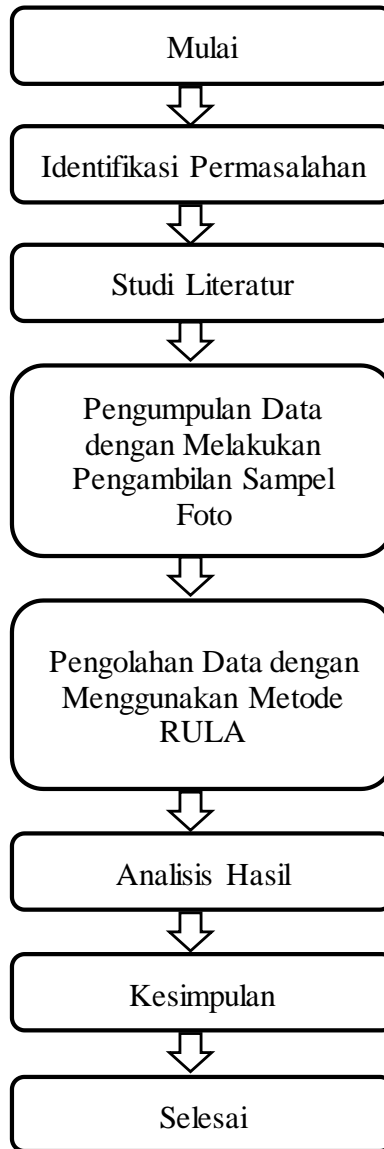 Mulai
Identifikasi Permasalahan
Studi Literatur
Pengumpulan Data
dengan Melakukan
Pengambilan Sampel
Foto
Pengolahan Data dengan
Menggunakan Metode
RULA
Analisis Hasil
Kesimpulan
Selesai